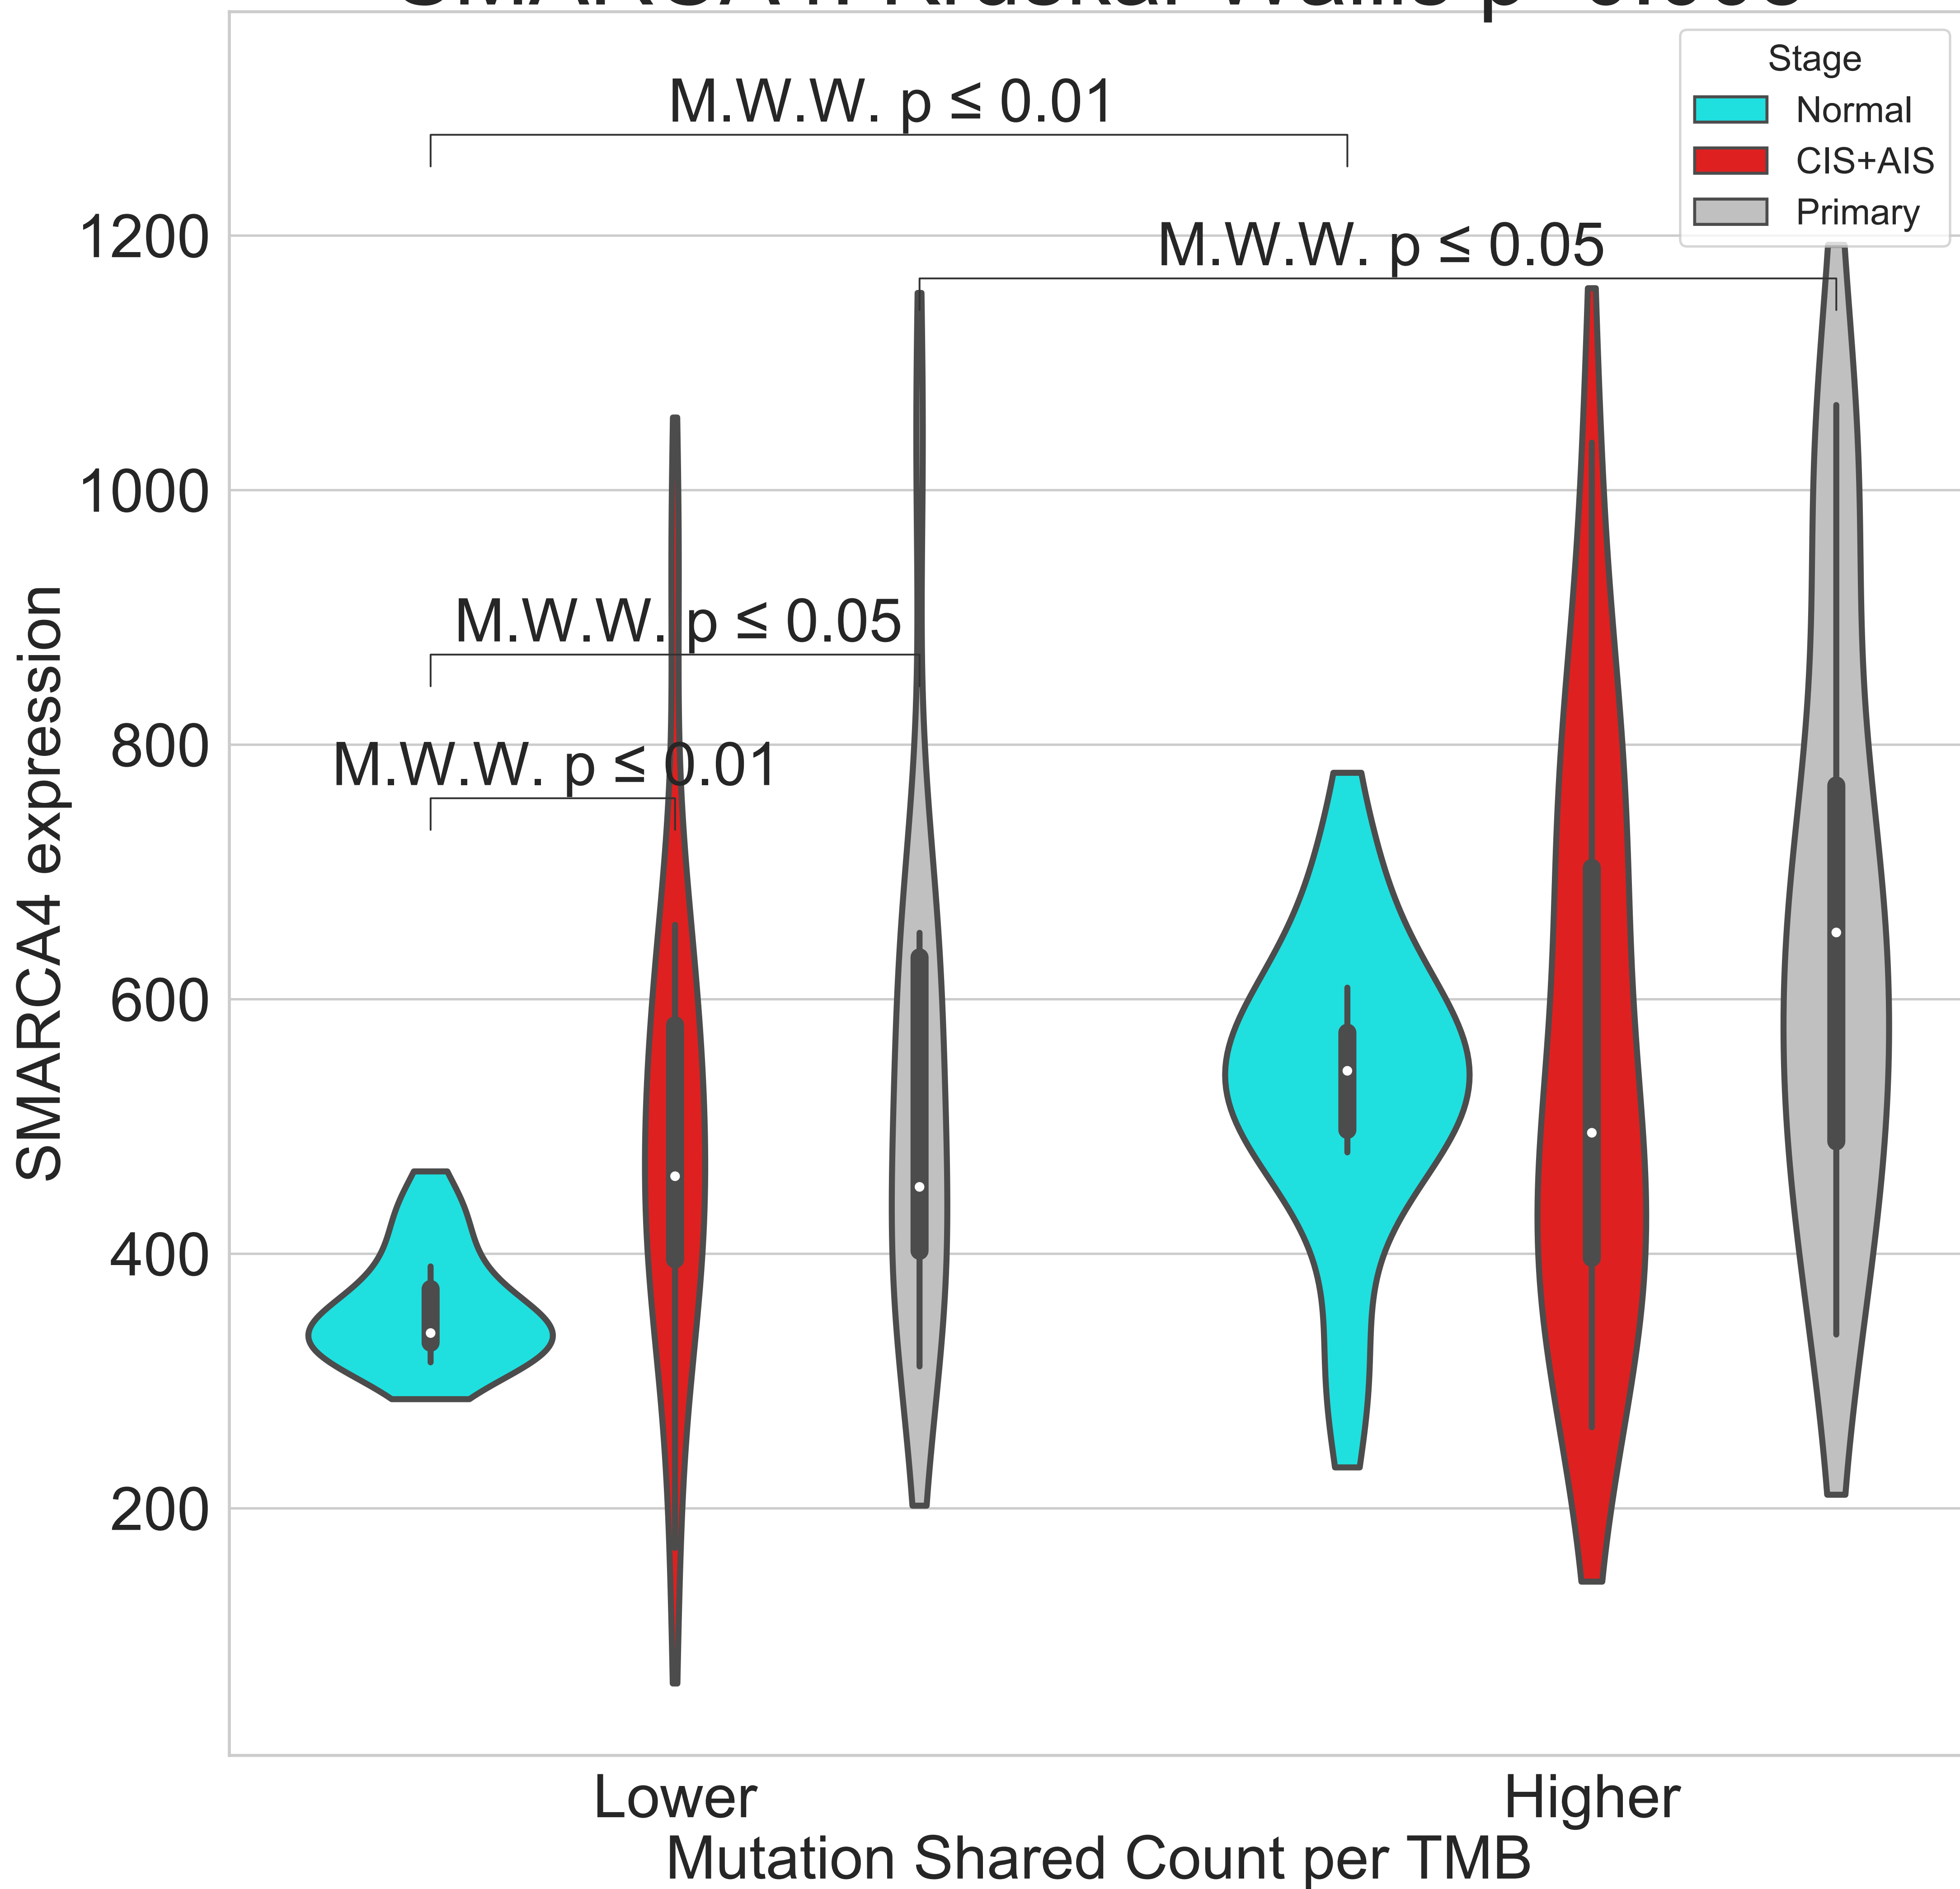 Stage
Normal
CIS+AIS
Primary
M.W.W. p ≤ 0.01
M.W.W. p ≤ 0.05
M.W.W. p ≤ 0.05
M.W.W. p ≤ 0.01
1200
1000
800
600
400
200
SMARCA4 expression
Lower
Higher
Mutation Shared Count per TMB